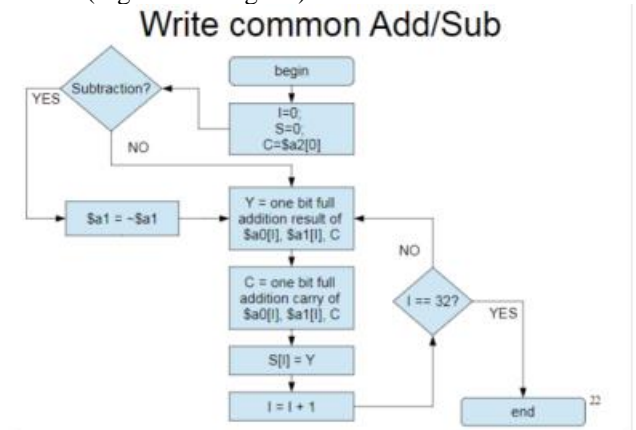 Write common Add/Sub
begin
Subtraction?
YES
I=0;
S=0;
C=$a2[0]
NO
Y = one bit full
addition result of
$a0[I], $a1[I], C
$a1 = ~$a1
NO
C = one bit full
addition carry of
$a0[I], $a1[I], C
I == 32?
YES
S[I] = Y
I = I + 1
end
22